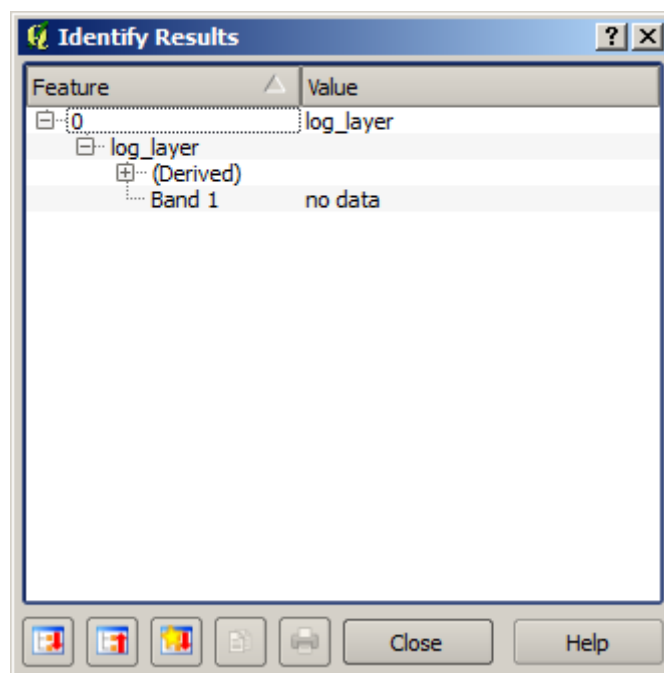 Identify Results
Feature Value
0 log_layer
log_layer
(Derived)
Band 1 no data
Close Help